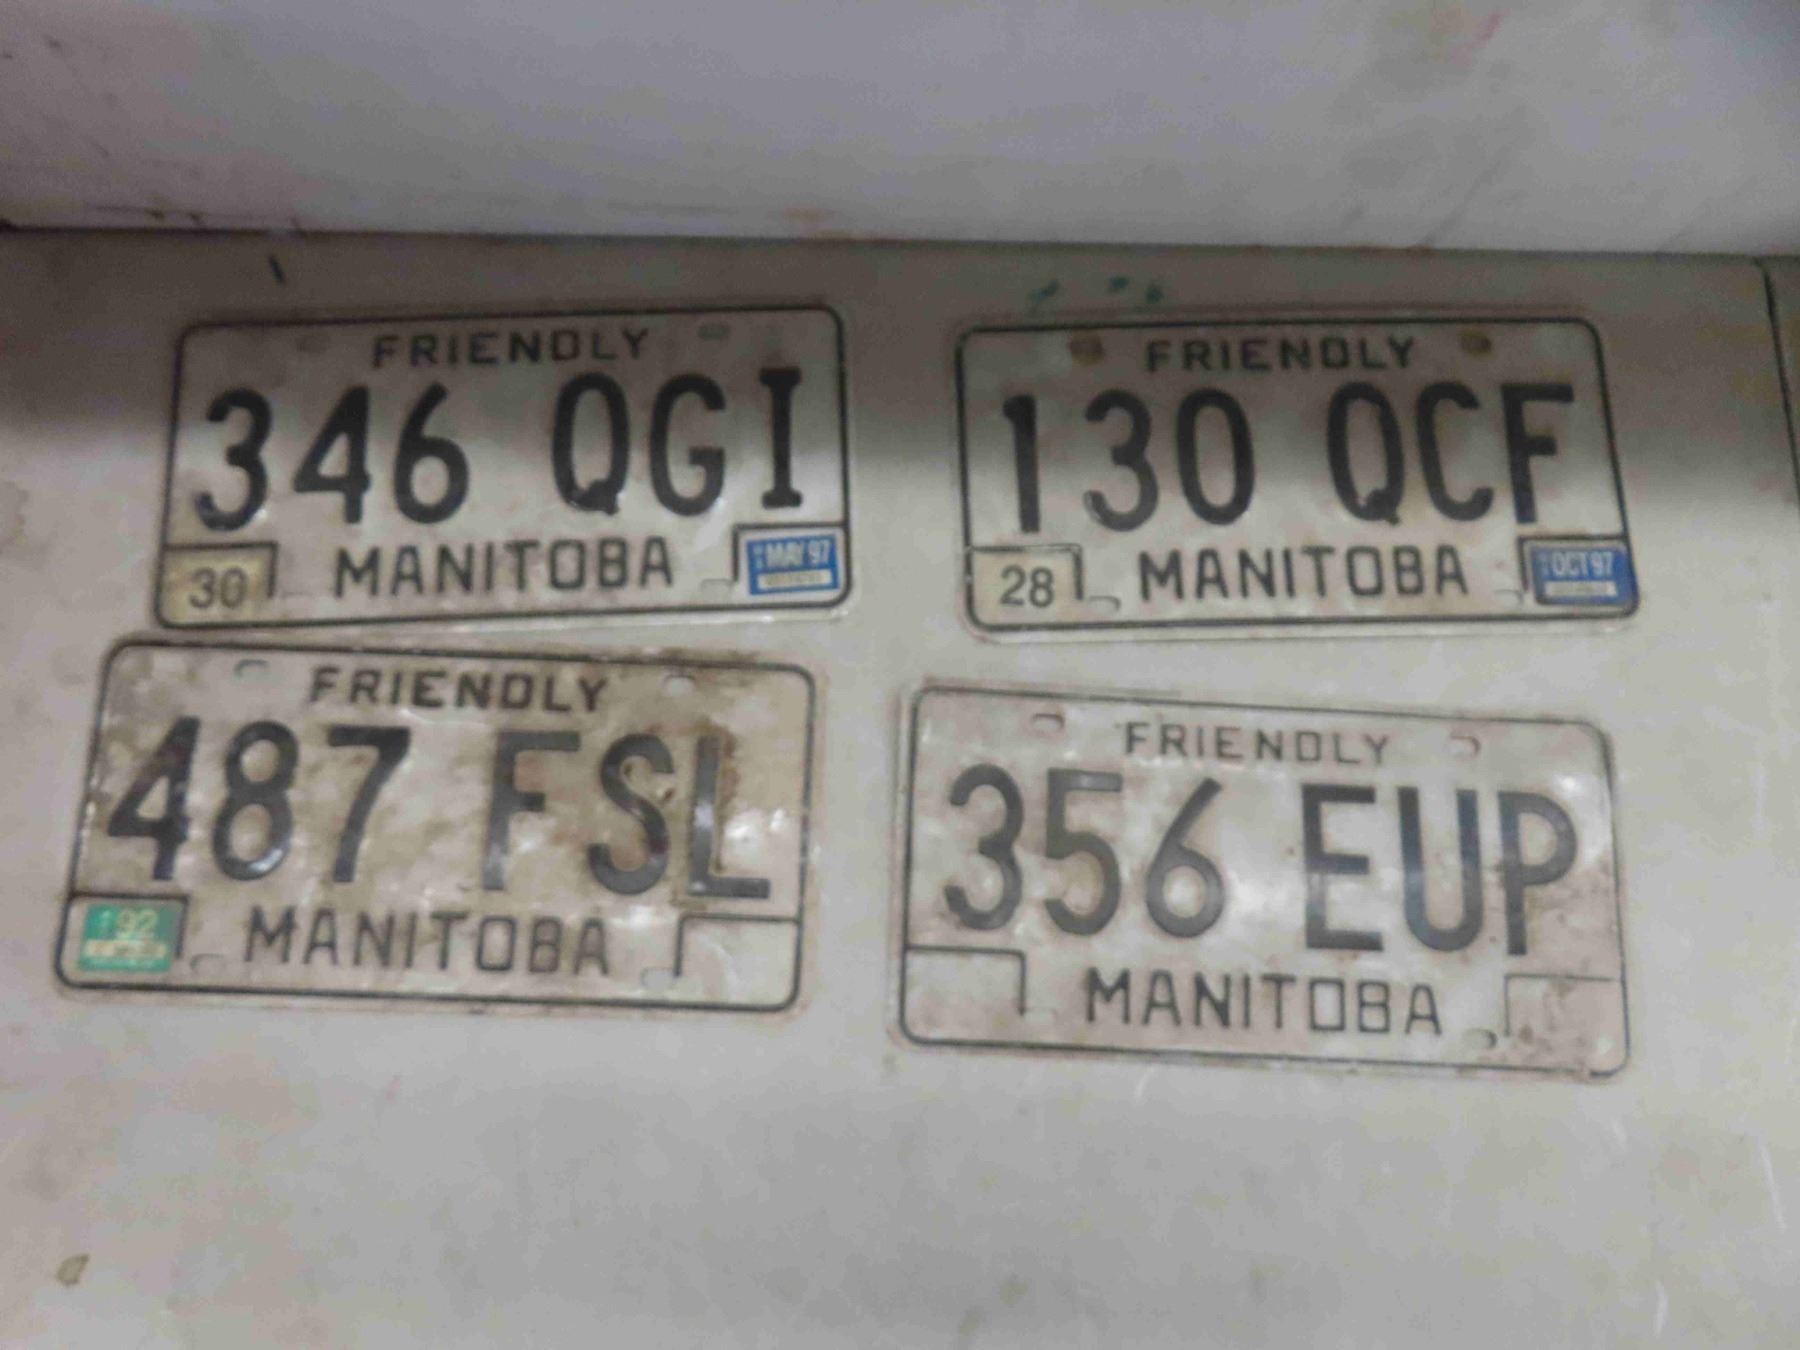 FRIENDLY
346 QGI
30 MANITOBA MAY 97
FRIENDLY
130 QCF
28 MANITOBA OCT 97
FRIENDLY
487 FSL
92 MANITOBA
FRIENDLY
356 EUP
MANITOBA